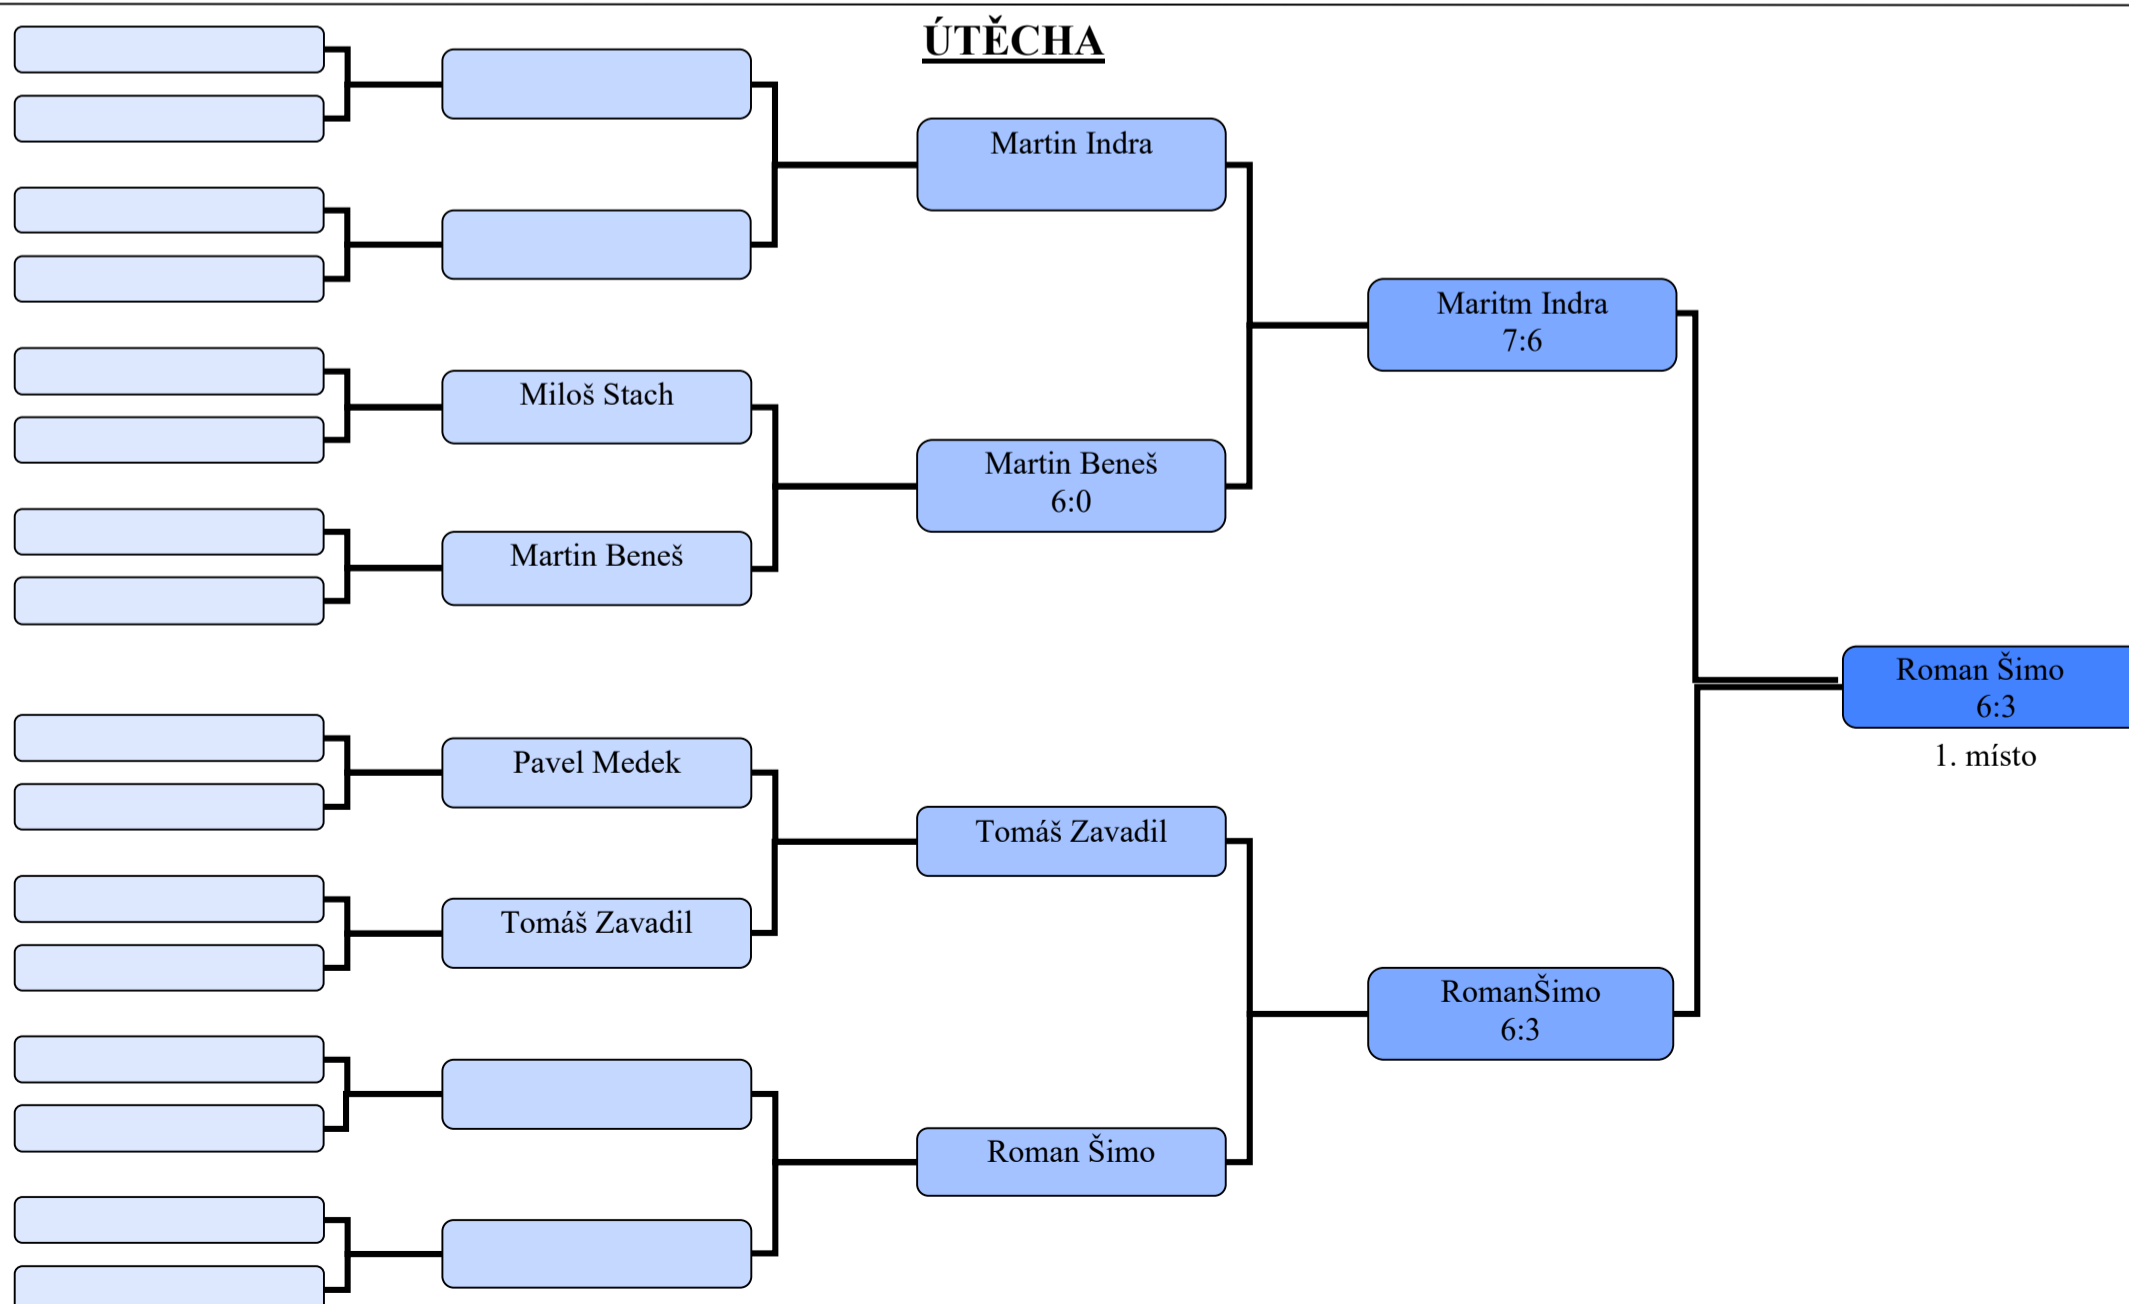 ÚTĚCHA
Martin Indra
Maritm Indra
7:6
Miloš Stach
Martin Beneš
6:0
Martin Beneš
Roman Šimo
6:3
1. místo
Pavel Medek
Tomáš Zavadil
Tomáš Zavadil
RomanŠimo
6:3
Roman Šimo